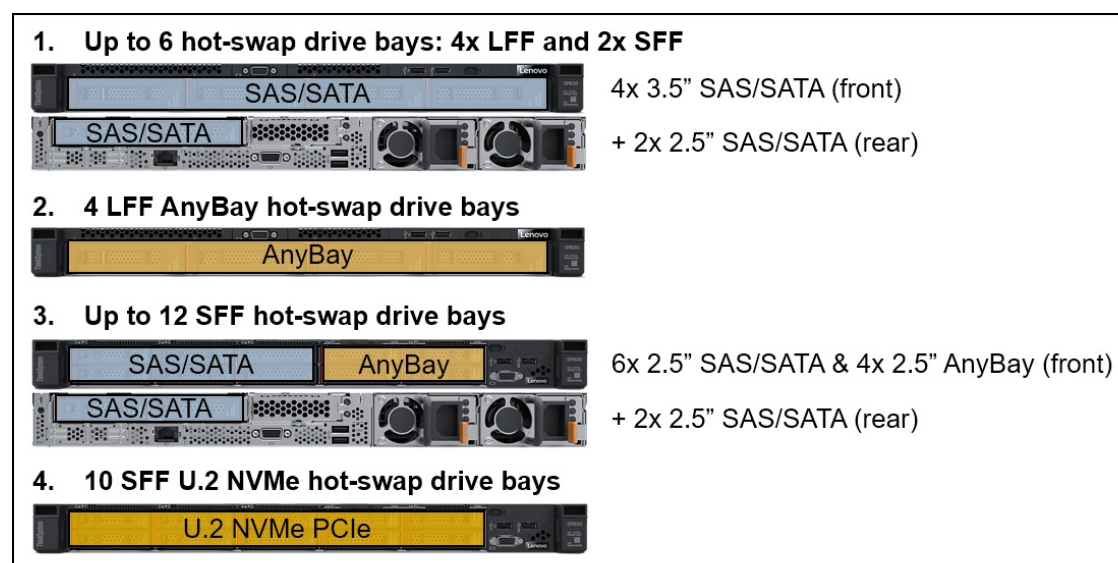 1. Up to 6 hot-swap drive bays: 4x LFF and 2x SFF
Lenovo
SAS/SATA
4x 3.5” SAS/SATA (front)
SAS/SATA
+ 2x 2.5” SAS/SATA (rear)
2. 4 LFF AnyBay hot-swap drive bays
Lenovo
AnyBay
3. Up to 12 SFF hot-swap drive bays
SAS/SATA AnyBay
Lenovo
6x 2.5” SAS/SATA & 4x 2.5” AnyBay (front)
SAS/SATA
+ 2x 2.5” SAS/SATA (rear)
4. 10 SFF U.2 NVMe hot-swap drive bays
U.2 NVMe PCIe
Lenovo